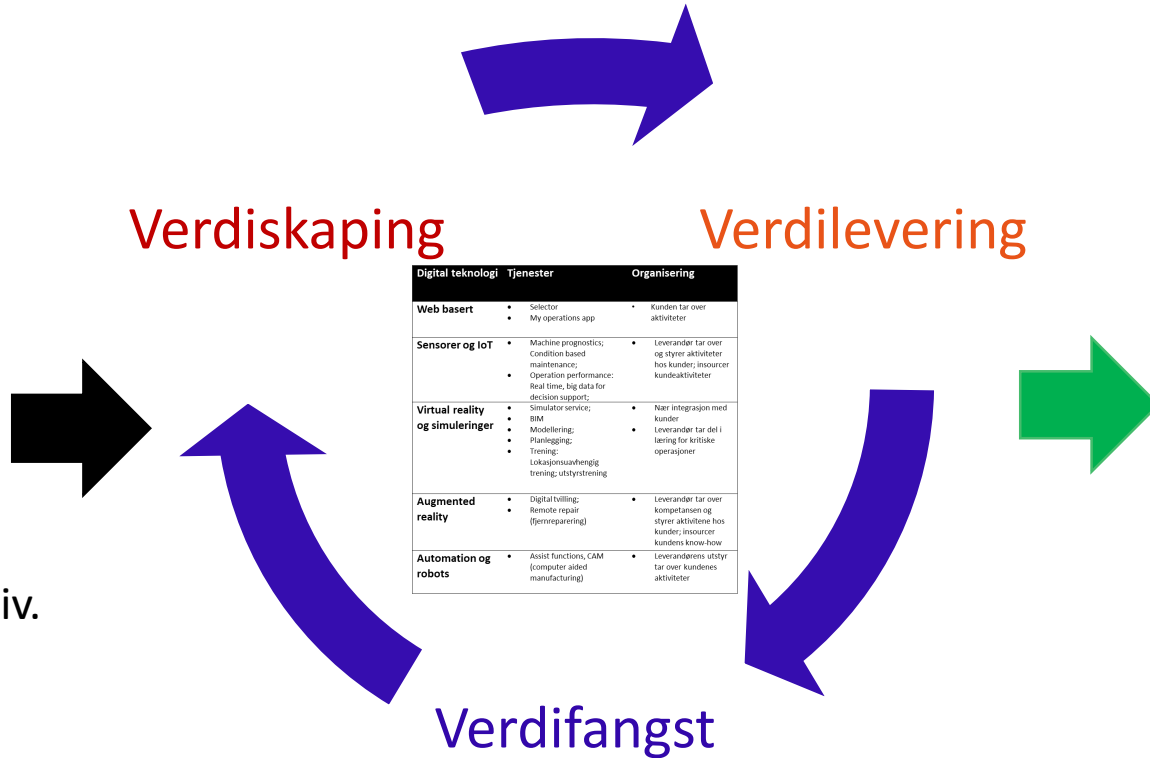 Verdiskaping
Verdilevering
Digital teknologi Tjenester Organisering
Web basert
• Selector
• My operations app
• Kunden tar over
aktiviteter
Sensorer og IoT
• Machine prognostics;
Condition based
maintenance;
• Operation performance:
Real time, big data for
decision support;
• Leverandør tar over
og styrer aktiviteter
hos kunder; insourcer
kundeaktiviteter
Virtual reality
og simuleringer
• Simulator service;
• BIM
• Modellering;
• Planlegging;
• Trening:
Lokasjonsuavhengig
trening; utstyrstrening
• Nær integrasjon med
kunder
• Leverandør tar del i
læring for kritiske
operasjoner
Augmented
reality
• Digital tvilling;
• Remote repair
(fjernreparering)
• Leverandør tar over
kompetansen og
styrer aktivitene hos
kunder; insourcer
kundens know-how
Automation og
robots
• Assist functions, CAM
(computer aided
manufacturing)
• Leverandørens utstyr
tar over kundenes
aktiviteter
iv.
Verdifangst